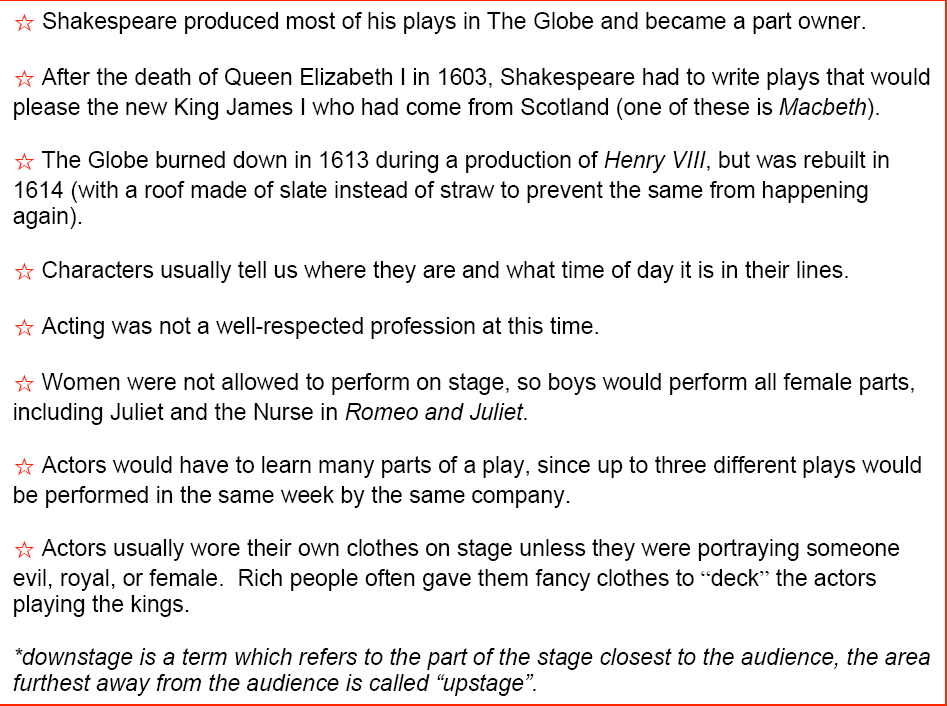 ☆ Shakespeare produced most of his plays in The Globe and became a part owner.
☆ After the death of Queen Elizabeth I in 1603, Shakespeare had to write plays that would
please the new King James I who had come from Scotland (one of these is Macbeth).
☆ The Globe burned down in 1613 during a production of Henry VIII, but was rebuilt in
1614 (with a roof made of slate instead of straw to prevent the same from happening
again).
☆ Characters usually tell us where they are and what time of day it is in their lines.
☆ Acting was not a well-respected profession at this time.
☆ Women were not allowed to perform on stage, so boys would perform all female parts,
including Juliet and the Nurse in Romeo and Juliet.
☆ Actors would have to learn many parts of a play, since up to three different plays would
be performed in the same week by the same company.
☆ Actors usually wore their own clothes on stage unless they were portraying someone
evil, royal, or female.  Rich people often gave them fancy clothes to “deck” the actors
playing the kings.
*downstage is a term which refers to the part of the stage closest to the audience, the area
furthest away from the audience is called “upstage”.